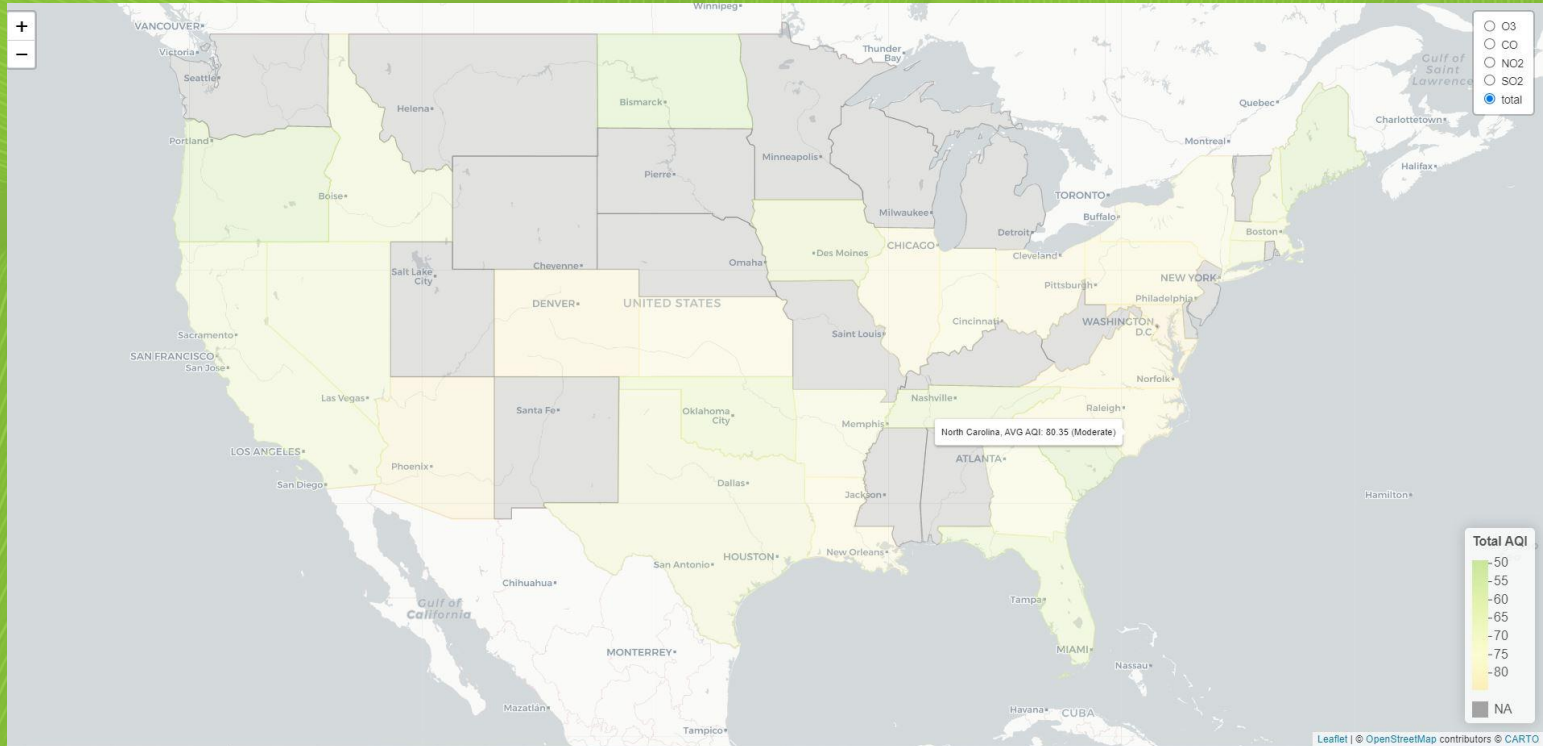 +
−
O3
CO
NO2
SO2
total
Winnipeg
VANCOUVER
Victoria
Seattle
Thunder
Bay
Gulf of
Saint
Lawrence
Helena
Bismarck
Quebec
Charlottetown
Portland
Montreal
Minneapolis
Halifax
Pierre
Boise
TORONTO
Milwaukee
Buffalo
Detroit
Boston
CHICAGO
Des Moines
Cleveland
Omaha
Cheyenne
Salt Lake
City
NEW YORK
Pittsburgh
Philadelphia
DENVER
UNITED STATES
Cincinnati
WASHINGTON
D.C.
Saint Louis
Sacramento
SAN FRANCISCO
San Jose
Norfolk
Las Vegas
Nashville
Santa Fe
Oklahoma
City
Raleigh
Memphis
North Carolina, AVG AQI: 80.35 (Moderate)
LOS ANGELES
ATLANTA
Phoenix
San Diego
Dallas
Jackson
Hamilton
New Orleans
HOUSTON
San Antonio
Chihuahua
Gulf of
California
Tampa
MIAMI
MONTERREY
Nassau
Mazatlán
Havana
CUBA
Tampico
Total AQI
50
55
60
65
70
75
80
NA
Leaflet | © OpenStreetMap contributors © CARTO